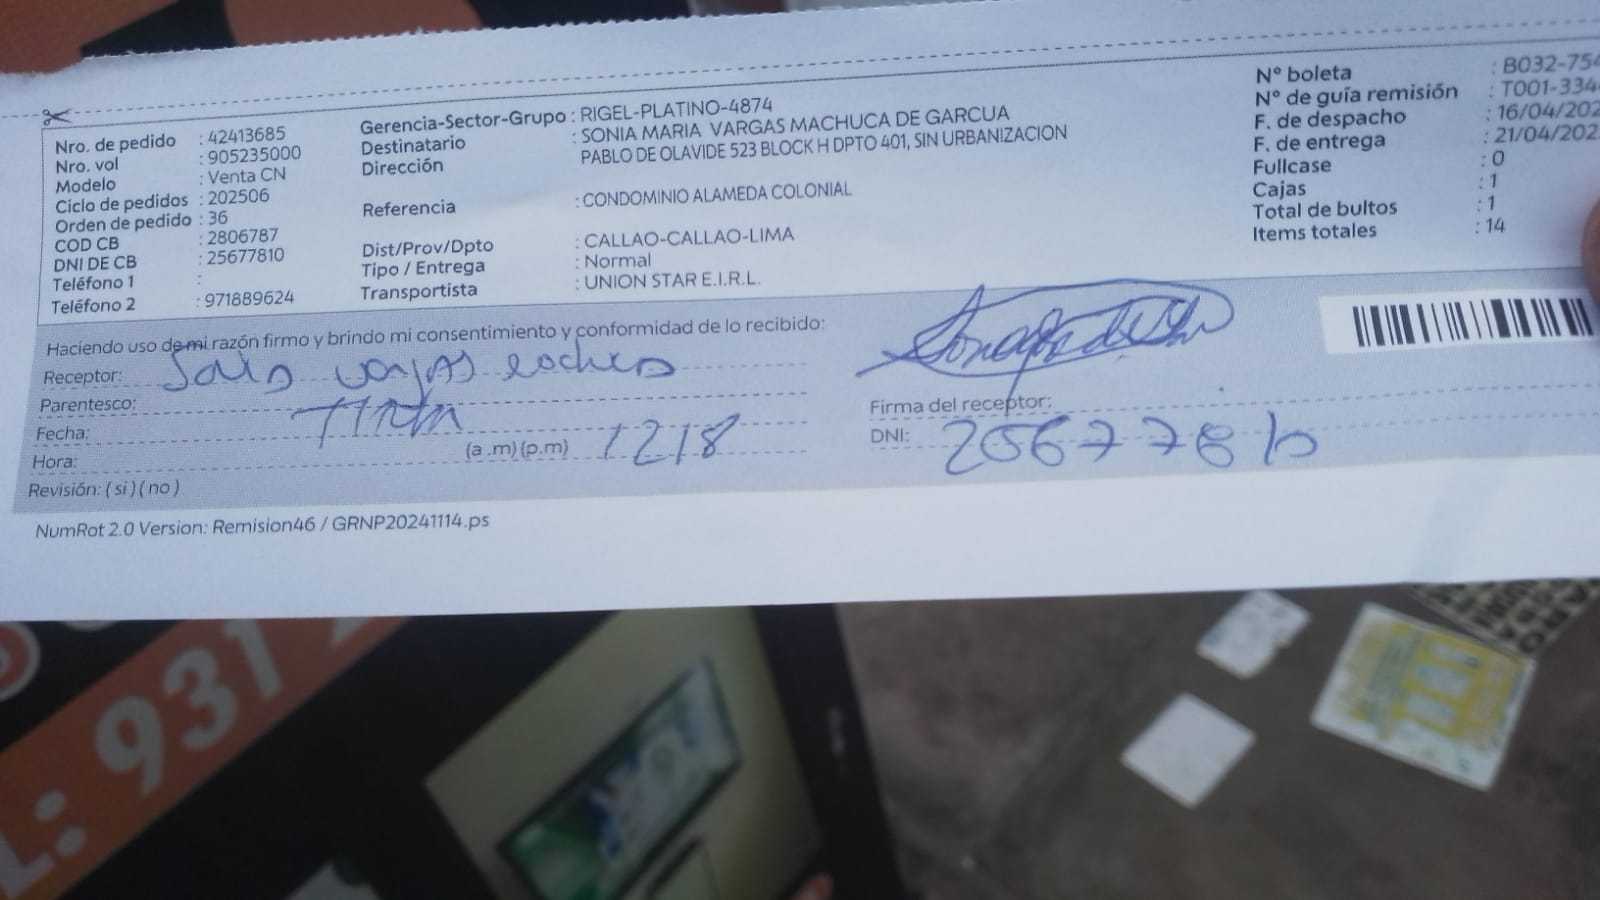 Nro. de pedido : 42413685
Nro. vol : 905235000
Modelo : Venta CN
Ciclo de pedidos : 202506
Orden de pedido : 36
COD CB : 2806787
DNI DE CB : 25677810
Teléfono 1 :
Teléfono 2 : 971889624
Gerencia-Sector-Grupo : RIGEL-PLATINO-4874
Destinatario : SONIA MARIA VARGAS MACHUCA DE GARCUA
Dirección PABLO DE OLAVIDE 523 BLOCK H DPTO 401, SIN URBANIZACION
Referencia : CONDOMINIO ALAMEDA COLONIAL
Dist/Prov/Dpto : CALLAO-CALLAO-LIMA
Tipo / Entrega : Normal
Transportista : UNION STAR E.I.R.L.
N° boleta : B032-754
N° de guía remisión : T001-334
F. de despacho : 16/04/202
F. de entrega : 21/04/202
Fullcase : 0
Cajas : 1
Total de bultos : 1
Items totales : 14
Haciendo uso de mi razón firmo y brindo mi consentimiento y conformidad de lo recibido:
Receptor: vargas
Parentesco:
Fecha:
Hora: (a .m) (p.m) 1218
Revisión: ( si ) ( no )
Firma del receptor:
DNI: 25677810
NumRot 2.0 Version: Remision46 / GRNP20241114.ps
L: 931